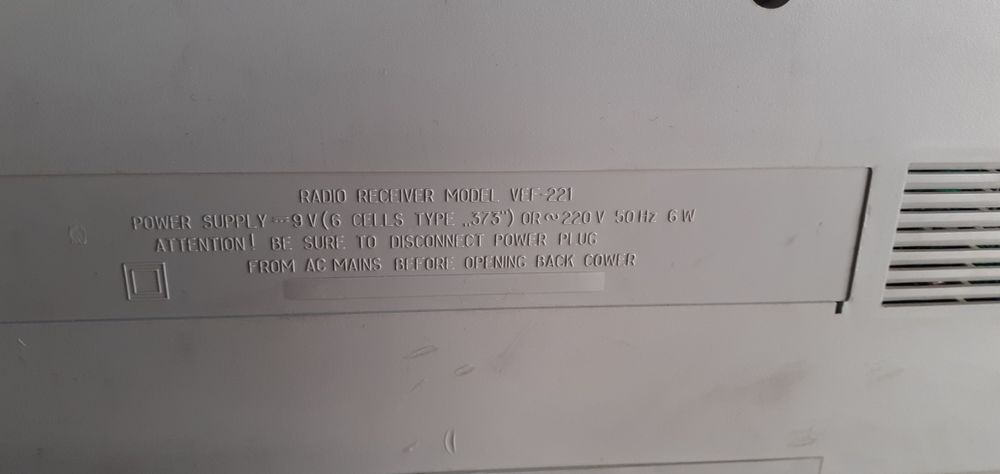 RADIO RECEIVER MODEL VEF-221
POWER SUPPLY ⎓ 9V (6 CELLS TYPE „373”) OR ∾ 220 V 50 Hz 6 W
ATTENTION! BE SURE TO DISCONNECT POWER PLUG
FROM AC MAINS BEFORE OPENING BACK COWER